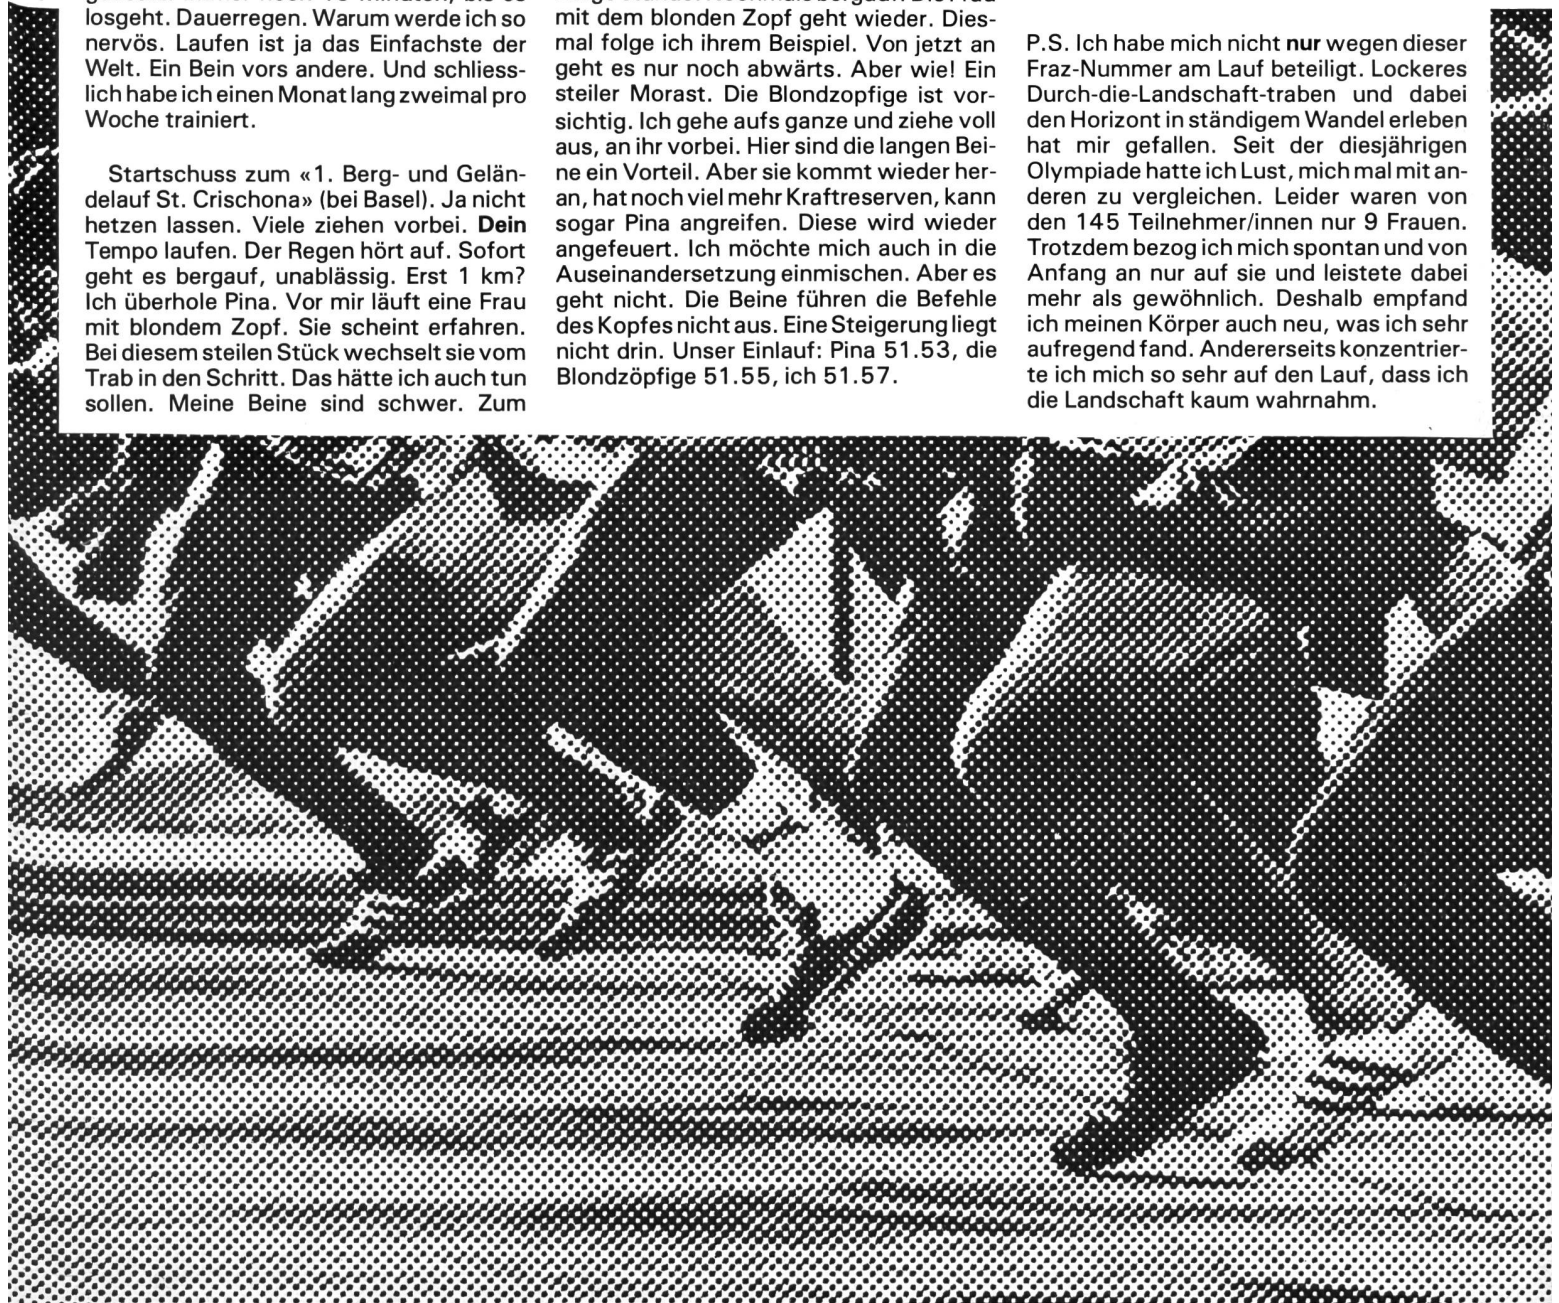 losgeht. Dauerregen. Warum werde ich so
nervös. Laufen ist ja das Einfachste der
Welt. Ein Bein vors andere. Und schliess-
lich habe ich einen Monat lang zweimal pro
Woche trainiert.
Startschuss zum «1. Berg- und Gelän-
delauf St. Crischona» (bei Basel). Ja nicht
hetzen lassen. Viele ziehen vorbei. Dein
Tempo laufen. Der Regen hört auf. Sofort
geht es bergauf, unablässig. Erst 1 km?
Ich überhole Pina. Vor mir läuft eine Frau
mit blondem Zopf. Sie scheint erfahren.
Bei diesem steilen Stück wechselt sie vom
Trab in den Schritt. Das hätte ich auch tun
sollen. Meine Beine sind schwer. Zum
mit dem blonden Zopf geht wieder. Dies-
mal folge ich ihrem Beispiel. Von jetzt an
geht es nur noch abwärts. Aber wie! Ein
steiler Morast. Die Blondzopfige ist vor-
sichtig. Ich gehe aufs ganze und ziehe voll
aus, an ihr vorbei. Hier sind die langen Bei-
ne ein Vorteil. Aber sie kommt wieder her-
an, hat noch viel mehr Kraftreserven, kann
sogar Pina angreifen. Diese wird wieder
angefeuert. Ich möchte mich auch in die
Auseinandersetzung einmischen. Aber es
geht nicht. Die Beine führen die Befehle
des Kopfes nicht aus. Eine Steigerung liegt
nicht drin. Unser Einlauf: Pina 51.53, die
Blondzöpfige 51.55, ich 51.57.
P.S. Ich habe mich nicht nur wegen dieser
Fraz-Nummer am Lauf beteiligt. Lockeres
Durch-die-Landschaft-traben und dabei
den Horizont in ständigem Wandel erleben
hat mir gefallen. Seit der diesjährigen
Olympiade hatte ich Lust, mich mal mit an-
deren zu vergleichen. Leider waren von
den 145 Teilnehmer/innen nur 9 Frauen.
Trotzdem bezog ich mich spontan und von
Anfang an nur auf sie und leistete dabei
mehr als gewöhnlich. Deshalb empfand
ich meinen Körper auch neu, was ich sehr
aufregend fand. Andererseits konzentrier-
te ich mich so sehr auf den Lauf, dass ich
die Landschaft kaum wahrnahm.